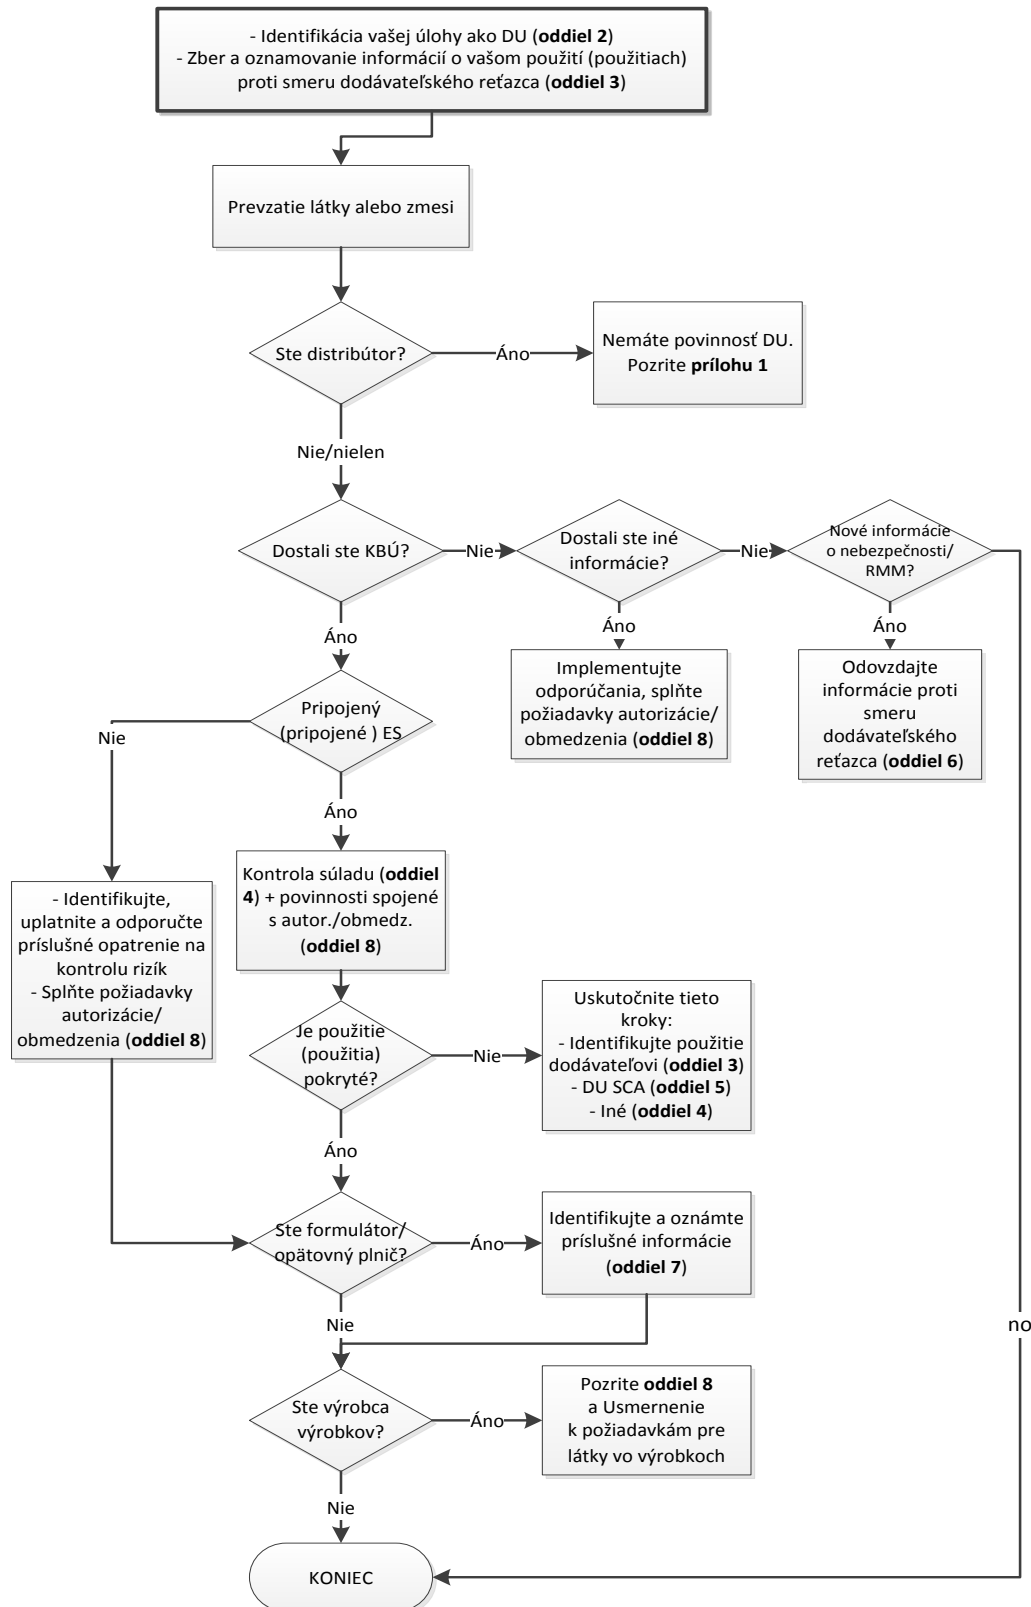 - Identifikácia vašej úlohy ako DU (oddiel 2)
- Zber a oznamovanie informácií o vašom použití (použitiach)
proti smeru dodávateľského reťazca (oddiel 3)
Prevzatie látky alebo zmesi
Ste distribútor?
Áno
Nemáte povinnosť DU.
Pozrite prílohu 1
Nie/nielen
Dostali ste KBÚ?
Nie
Dostali ste iné
informácie?
Nie
Nové informácie
o nebezpečnosti/
RMM?
Áno
Áno
Áno
Implementujte
odporúčania, splňte
požiadavky autorizácie/
obmedzenia (oddiel 8)
Odovzdajte
informácie proti
smeru
dodávateľského
reťazca (oddiel 6)
Pripojený
(pripojené ) ES
Nie
Áno
Kontrola súladu (oddiel
4) + povinnosti spojené
s autor./obmedz.
(oddiel 8)
- Identifikujte,
uplatnite a odporučte
príslušné opatrenie na
kontrolu rizík
- Splňte požiadavky
autorizácie/
obmedzenia (oddiel 8)
Je použitie
(použitia)
pokryté?
Nie
Uskutočnite tieto
kroky:
- Identifikujte použitie
dodávateľovi (oddiel 3)
- DU SCA (oddiel 5)
- Iné (oddiel 4)
Áno
Ste formulátor/
opätovný plnič?
Áno
Identifikujte a oznámte
príslušné informácie
(oddiel 7)
Nie
no
Ste výrobca
výrobkov?
Áno
Pozrite oddiel 8
a Usmernenie
k požiadavkám pre
látky vo výrobkoch
Nie
KONIEC